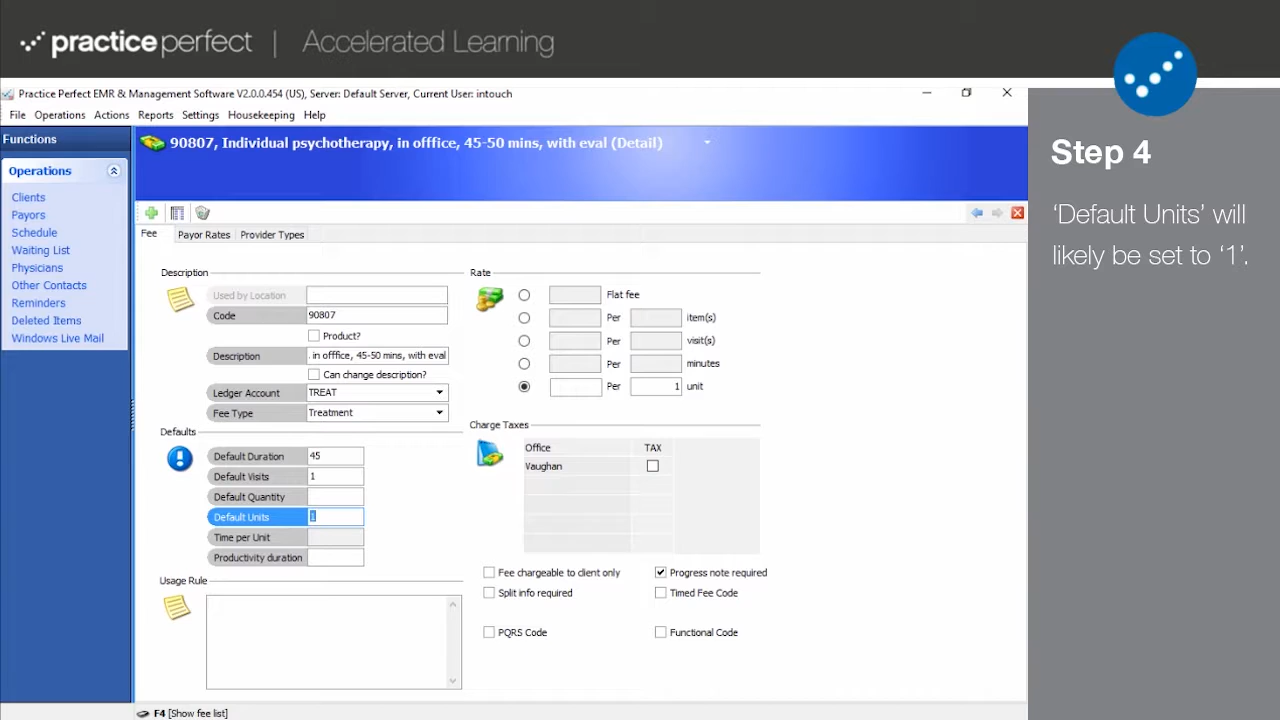 practiceperfect | Accelerated Learning
Practice Perfect EMR & Management Software V2.0.0.454 (US), Server: Default Server, Current User: intouch
File Operations Actions Reports Settings Housekeeping Help
Functions
90807, Individual psychotherapy, in offfice, 45-50 mins, with eval (Detail)
Step 4
‘Default Units’ will
likely be set to ‘1’.
Operations
Clients
Payors
Schedule
Waiting List
Physicians
Other Contacts
Reminders
Deleted Items
Windows Live Mail
Fee Payor Rates Provider Types
Description
Used by Location
Code 90807
Product?
Description . in offfice, 45-50 mins, with eval
Can change description?
Ledger Account TREAT
Fee Type Treatment
Rate
Flat fee
Per item(s)
Per visit(s)
Per minutes
Per 1 unit
Defaults
Default Duration 45
Default Visits 1
Default Quantity
Default Units 1
Time per Unit
Productivity duration
Charge Taxes
Office TAX
Vaughan
Usage Rule
Fee chargeable to client only Progress note required
Split info required Timed Fee Code
PQRS Code Functional Code
F4 [Show fee list]